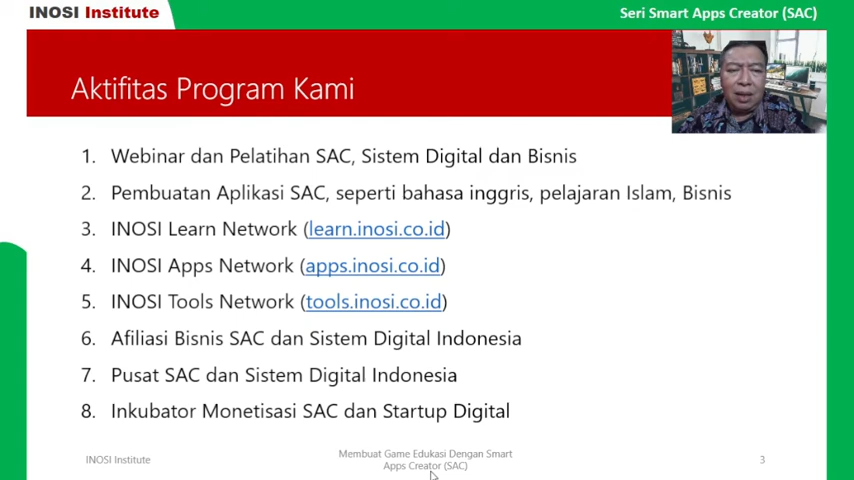 INOSI Institute
Seri Smart Apps Creator (SAC)
Aktifitas Program Kami
1. Webinar dan Pelatihan SAC, Sistem Digital dan Bisnis
2. Pembuatan Aplikasi SAC, seperti bahasa inggris, pelajaran Islam, Bisnis
3. INOSI Learn Network (learn.inosi.co.id)
4. INOSI Apps Network (apps.inosi.co.id)
5. INOSI Tools Network (tools.inosi.co.id)
6. Afiliasi Bisnis SAC dan Sistem Digital Indonesia
7. Pusat SAC dan Sistem Digital Indonesia
8. Inkubator Monetisasi SAC dan Startup Digital
INOSI Institute
Membuat Game Edukasi Dengan Smart
Apps Creator (SAC)
3